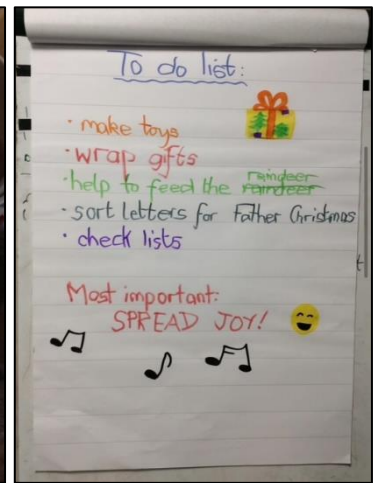 To do list:
· make toys
· wrap gifts
· help to feed the reindeer
· sort letters for Father Christmas
· check lists
Most important:
SPREAD JOY!